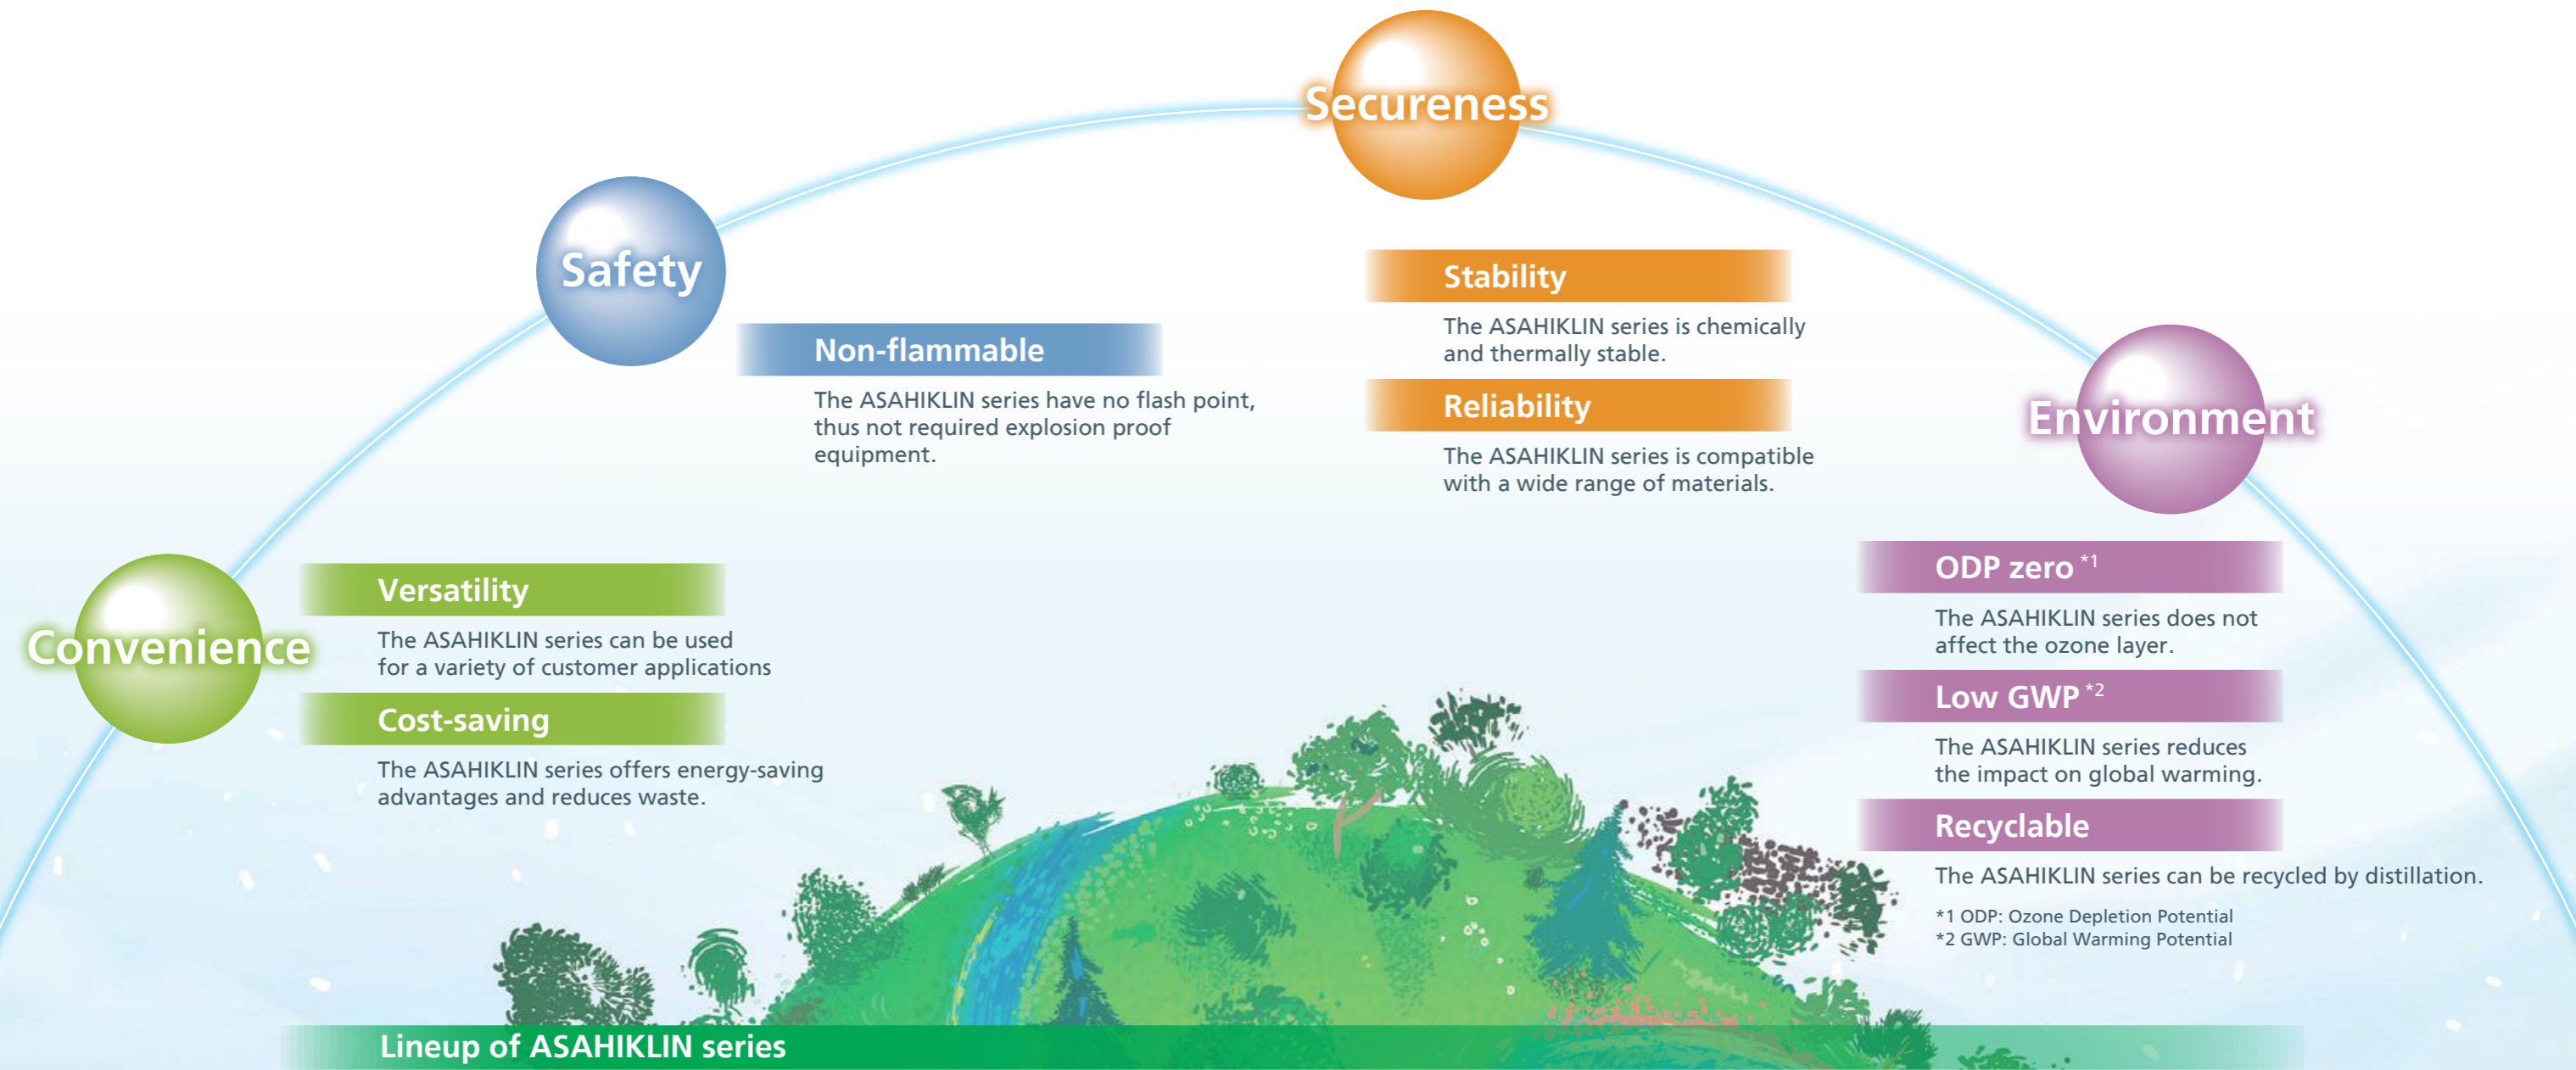 Secureness
Safety
Stability
The ASAHIKLIN series is chemically
and thermally stable.
Non-flammable
The ASAHIKLIN series have no flash point,
thus not required explosion proof
equipment.
Reliability
The ASAHIKLIN series is compatible
with a wide range of materials.
Environment
Convenience
Versatility
The ASAHIKLIN series can be used
for a variety of customer applications
Cost-saving
The ASAHIKLIN series offers energy-saving
advantages and reduces waste.
ODP zero *1
The ASAHIKLIN series does not
affect the ozone layer.
Low GWP *2
The ASAHIKLIN series reduces
the impact on global warming.
Recyclable
The ASAHIKLIN series can be recycled by distillation.
*1 ODP: Ozone Depletion Potential
*2 GWP: Global Warming Potential
Lineup of ASAHIKLIN series